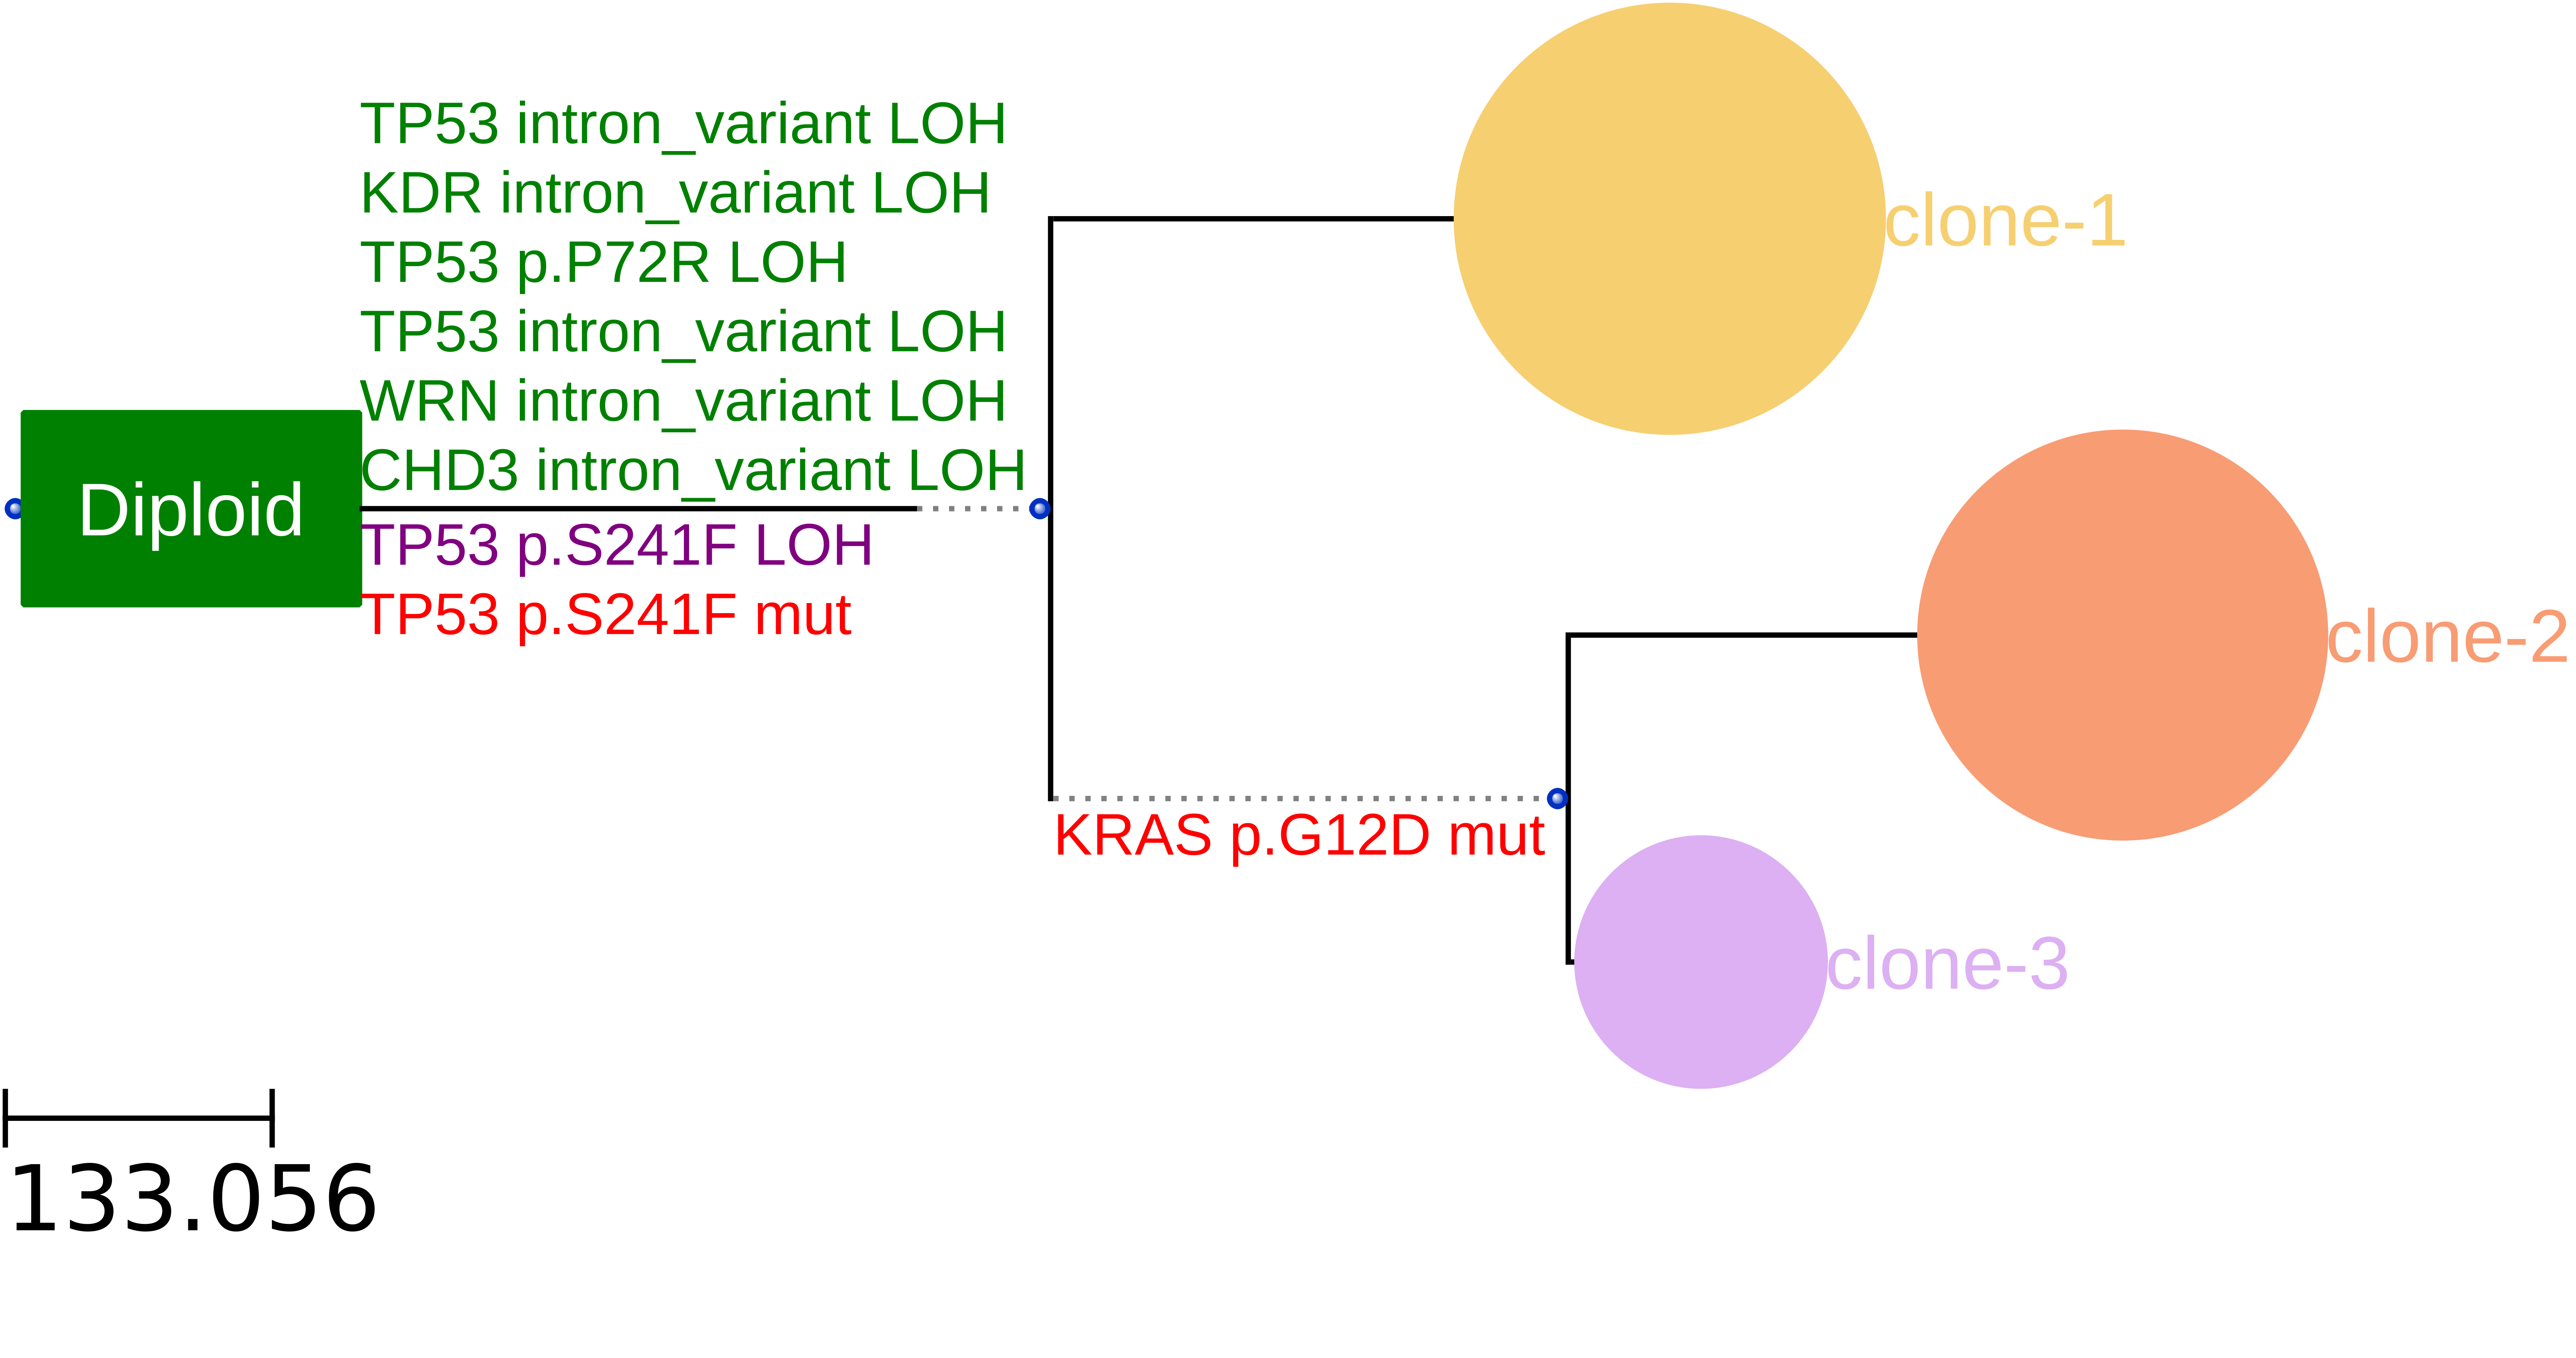 TP53 intron_variant LOH
KDR intron_variant LOH
TP53 p.P72R LOH
TP53 intron_variant LOH
WRN intron_variant LOH
CHD3 intron_variant LOH
Diploid
TP53 p.S241F LOH
TP53 p.S241F mut
clone-1
clone-2
KRAS p.G12D mut
clone-3
133.056